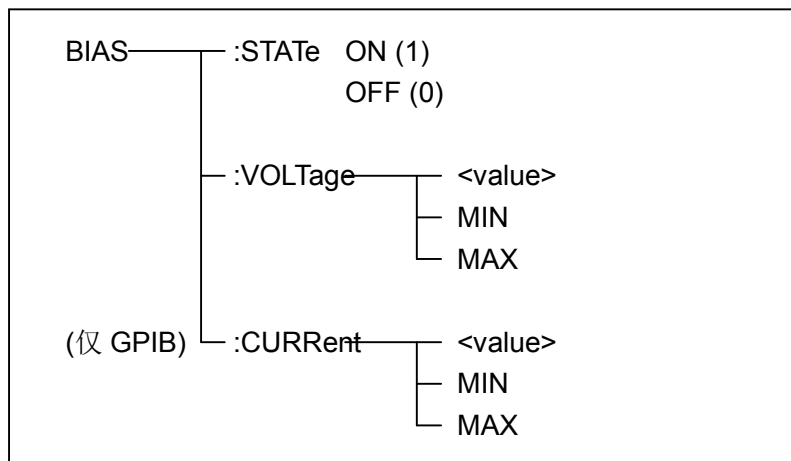 BIAS :STATe ON (1)
OFF (0)
:VOLTage <value>
MIN
MAX
(仅 GPIB) :CURRent <value>
MIN
MAX